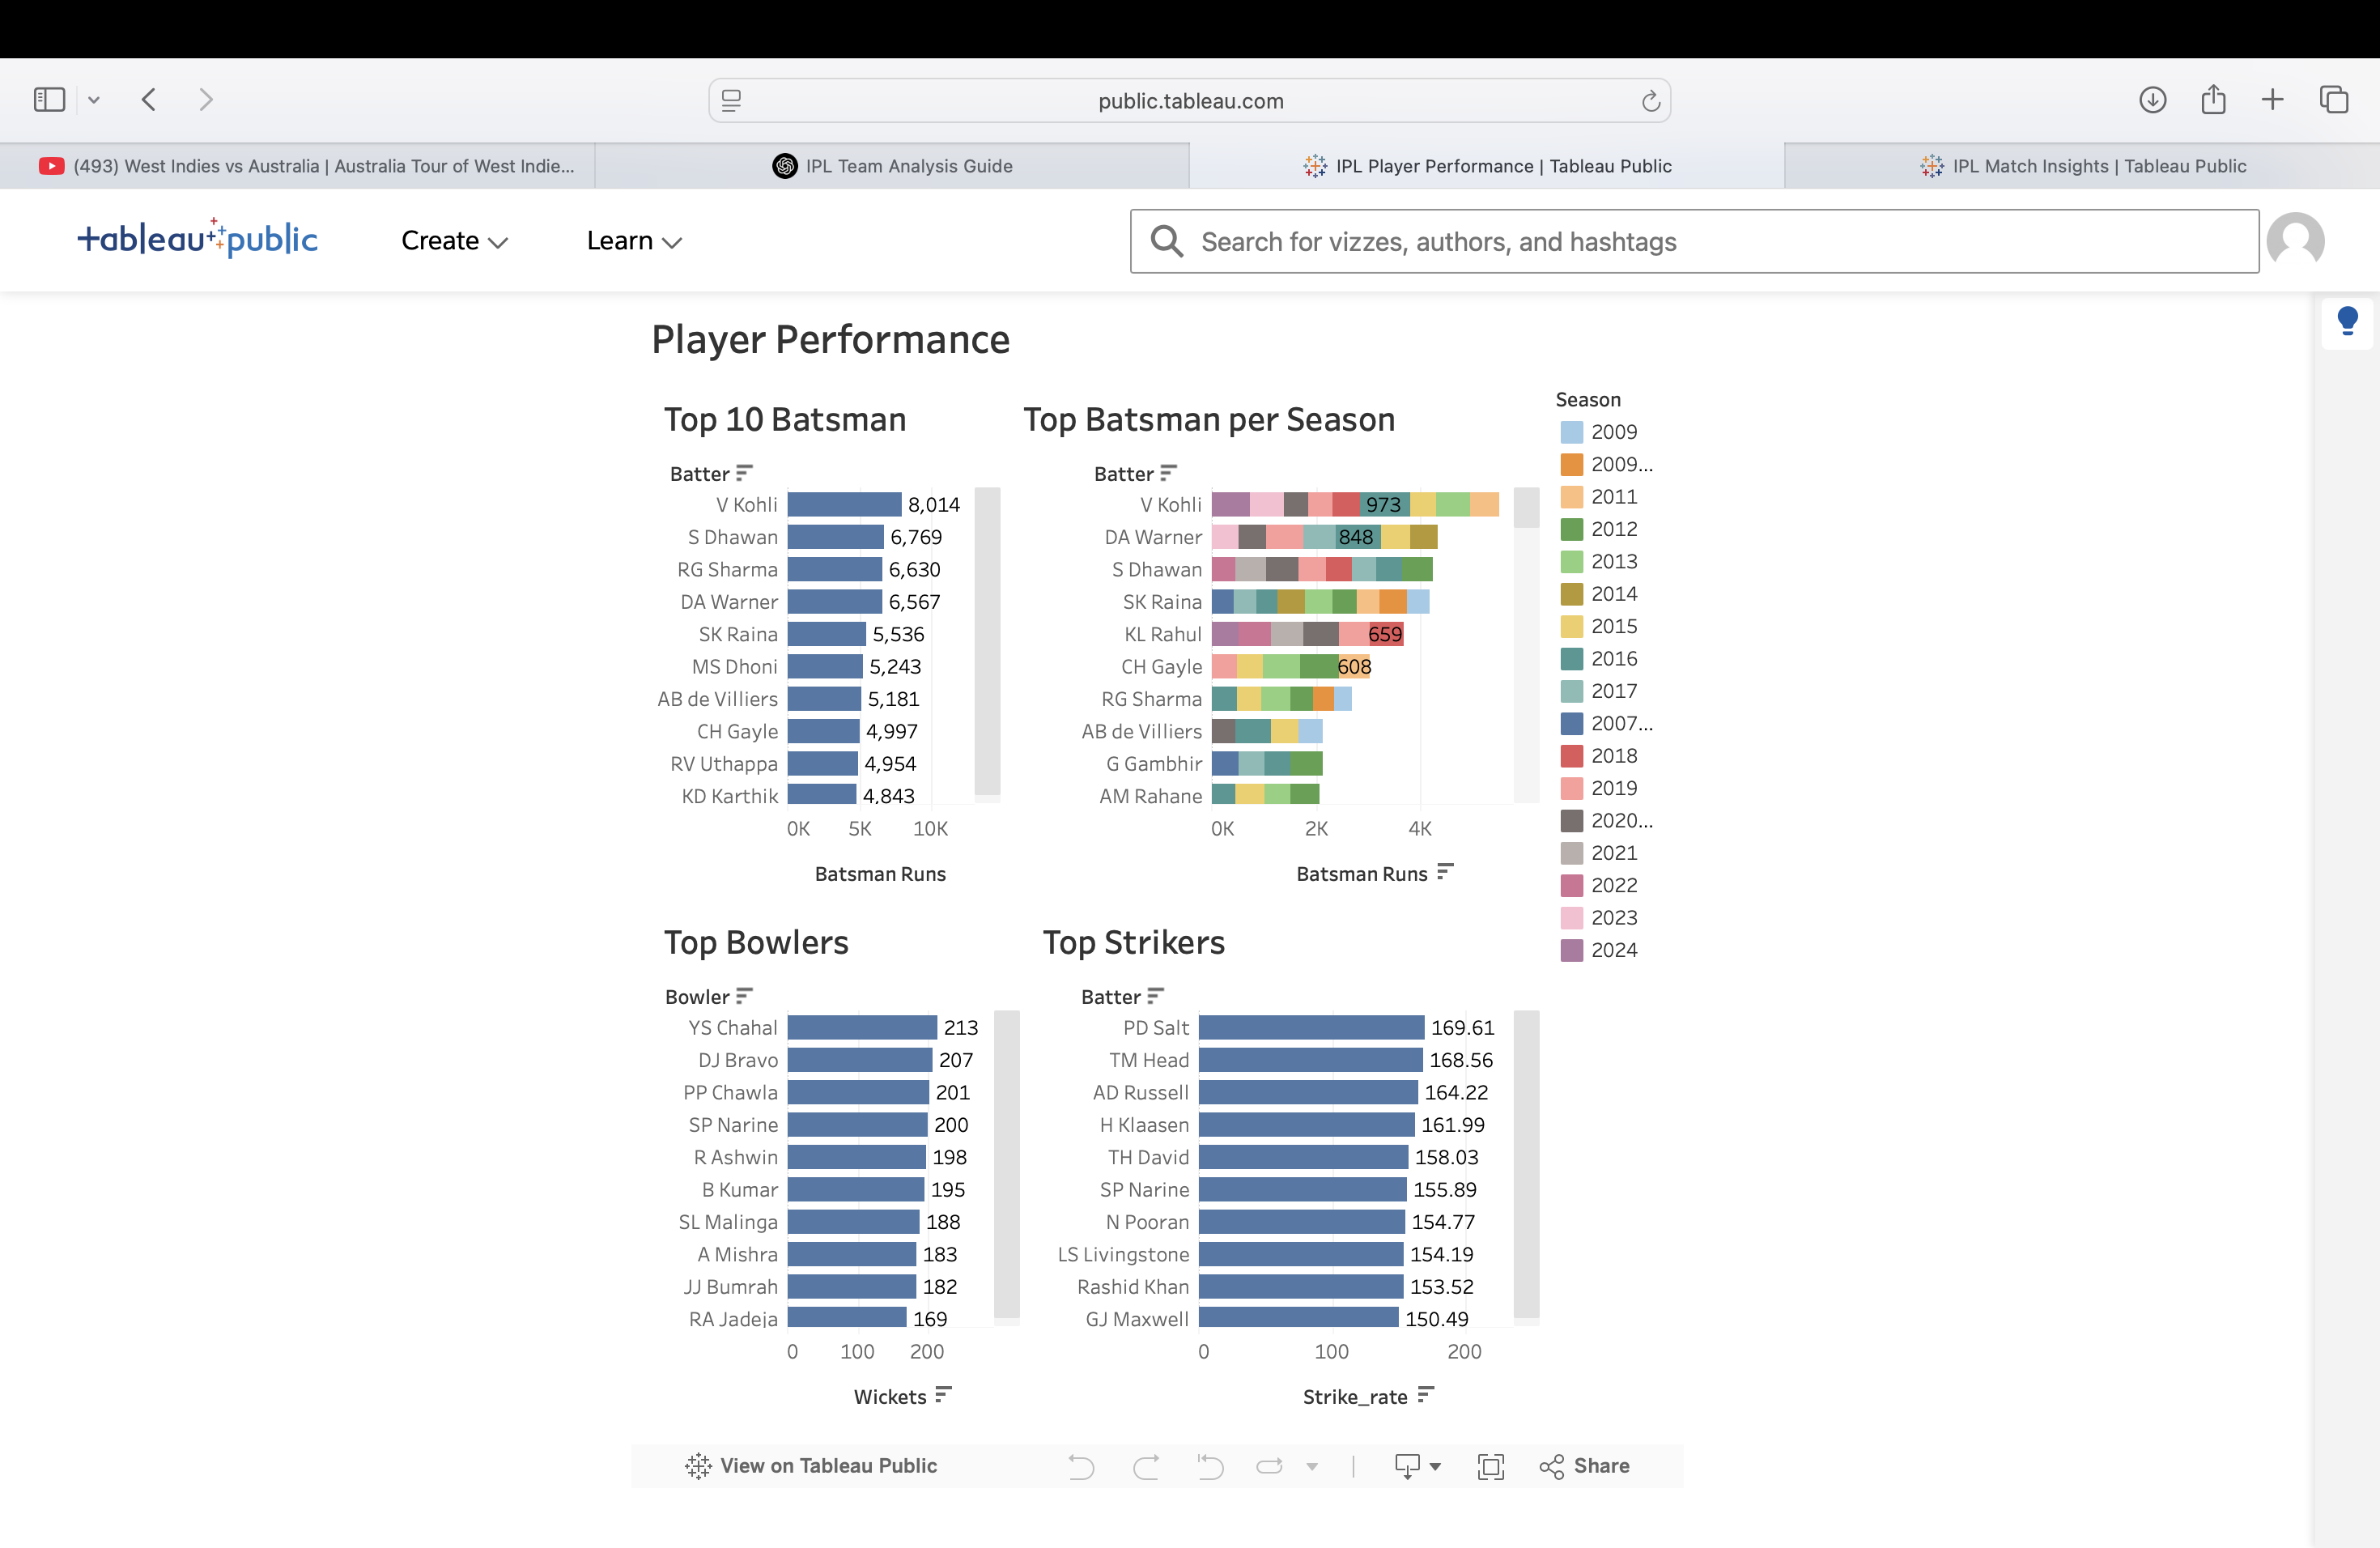 public.tableau.com
(493) West Indies vs Australia | Australia Tour of West Indie...
IPL Team Analysis Guide
IPL Player Performance | Tableau Public
IPL Match Insights | Tableau Public
tableau public
Create
Learn
Search for vizzes, authors, and hashtags
Player Performance
Top 10 Batsman
Batter
V Kohli 8,014
S Dhawan 6,769
RG Sharma 6,630
DA Warner 6,567
SK Raina 5,536
MS Dhoni 5,243
AB de Villiers 5,181
CH Gayle 4,997
RV Uthappa 4,954
KD Karthik 4,843
0K 5K 10K
Batsman Runs
Top Batsman per Season
Batter
V Kohli 973
DA Warner 848
S Dhawan
SK Raina
KL Rahul 659
CH Gayle 608
RG Sharma
AB de Villiers
G Gambhir
AM Rahane
0K 2K 4K
Batsman Runs
Season
2009
2009...
2011
2012
2013
2014
2015
2016
2017
2007...
2018
2019
2020...
2021
2022
2023
2024
Top Bowlers
Bowler
YS Chahal 213
DJ Bravo 207
PP Chawla 201
SP Narine 200
R Ashwin 198
B Kumar 195
SL Malinga 188
A Mishra 183
JJ Bumrah 182
RA Jadeja 169
0 100 200
Wickets
Top Strikers
Batter
PD Salt 169.61
TM Head 168.56
AD Russell 164.22
H Klaasen 161.99
TH David 158.03
SP Narine 155.89
N Pooran 154.77
LS Livingstone 154.19
Rashid Khan 153.52
GJ Maxwell 150.49
0 100 200
Strike_rate
View on Tableau Public
Share